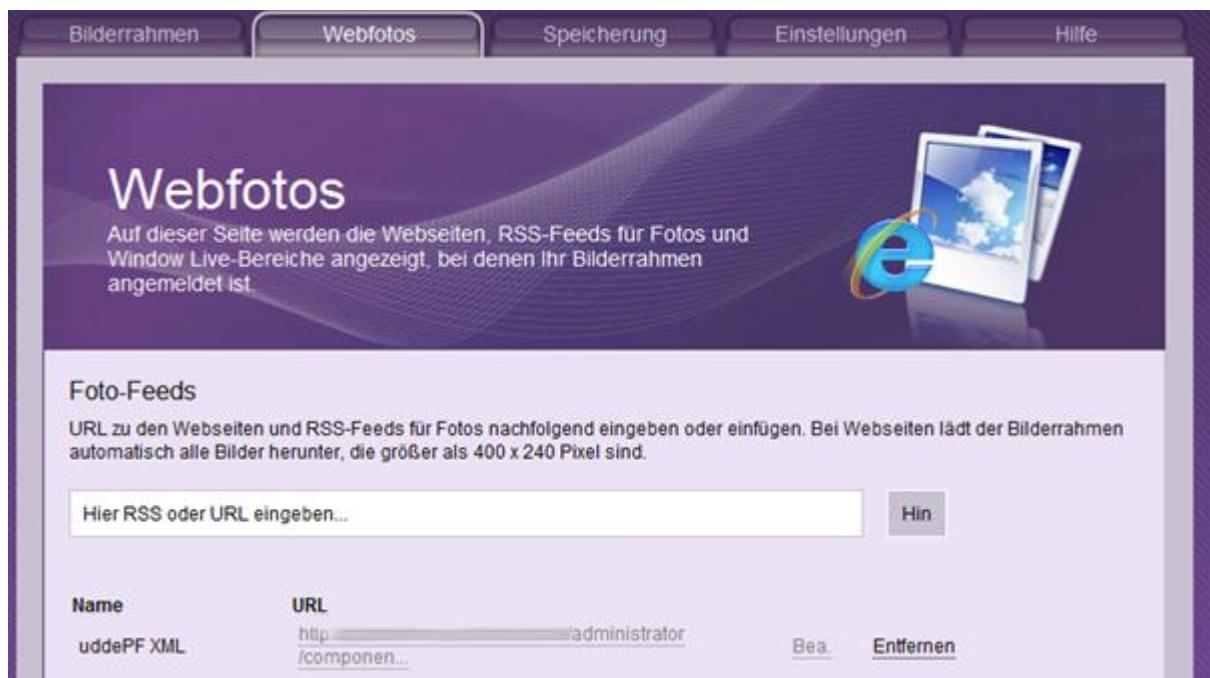 Bilderrahmen Webfotos Speicherung Einstellungen Hilfe
Webfotos
Auf dieser Seite werden die Webseiten, RSS-Feeds für Fotos und
Window Live-Bereiche angezeigt, bei denen Ihr Bilderrahmen
angemeldet ist.
Foto-Feeds
URL zu den Webseiten und RSS-Feeds für Fotos nachfolgend eingeben oder einfügen. Bei Webseiten lädt der Bilderrahmen
automatisch alle Bilder herunter, die größer als 400 x 240 Pixel sind.
Hier RSS oder URL eingeben... Hin
Name URL
uddePF XML http /administrator
/componen... Bea. Entfernen